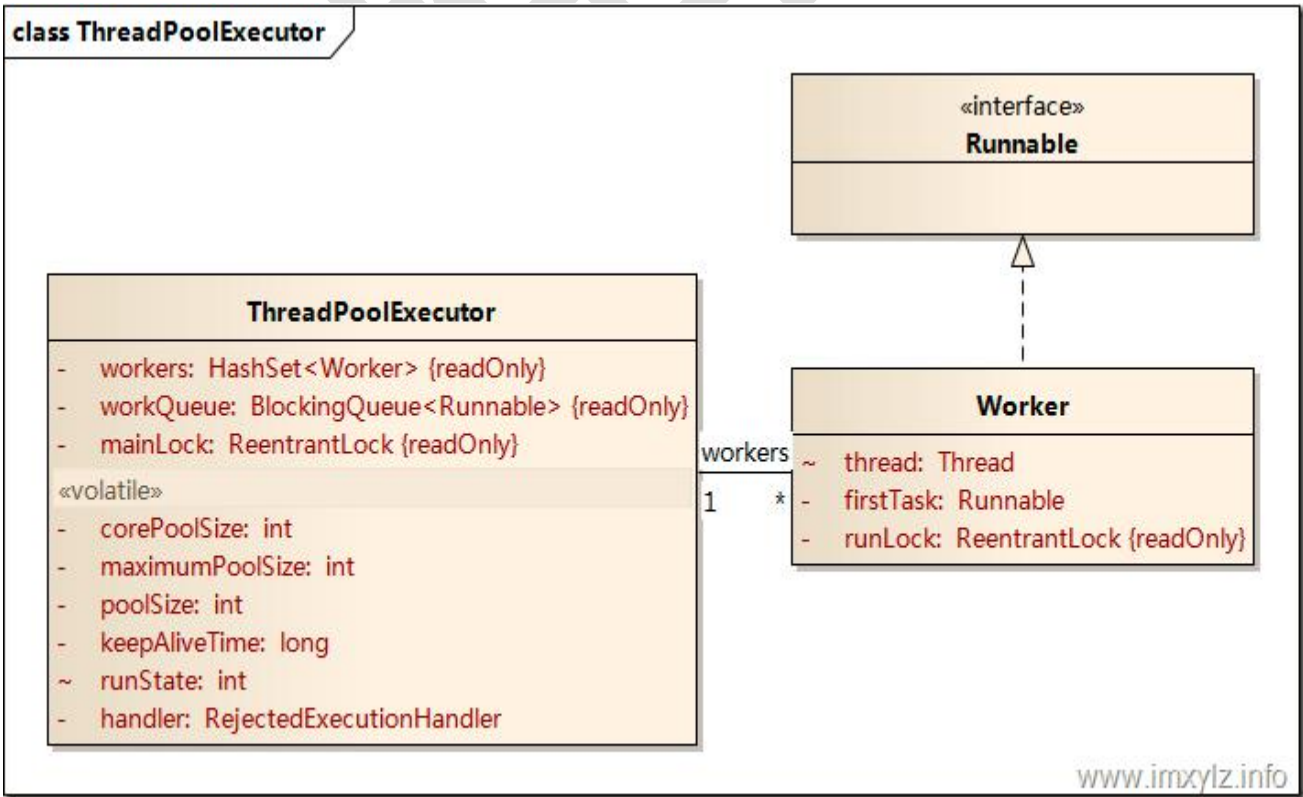 class ThreadPoolExecutor
«interface»
Runnable
ThreadPoolExecutor
- workers: HashSet<Worker> {readOnly}
- workQueue: BlockingQueue<Runnable> {readOnly}
- mainLock: ReentrantLock {readOnly}
«volatile»
- corePoolSize: int
- maximumPoolSize: int
- poolSize: int
- keepAliveTime: long
~ runState: int
- handler: RejectedExecutionHandler
workers
1 *
Worker
~ thread: Thread
- firstTask: Runnable
- runLock: ReentrantLock {readOnly}
www.imxylz.info